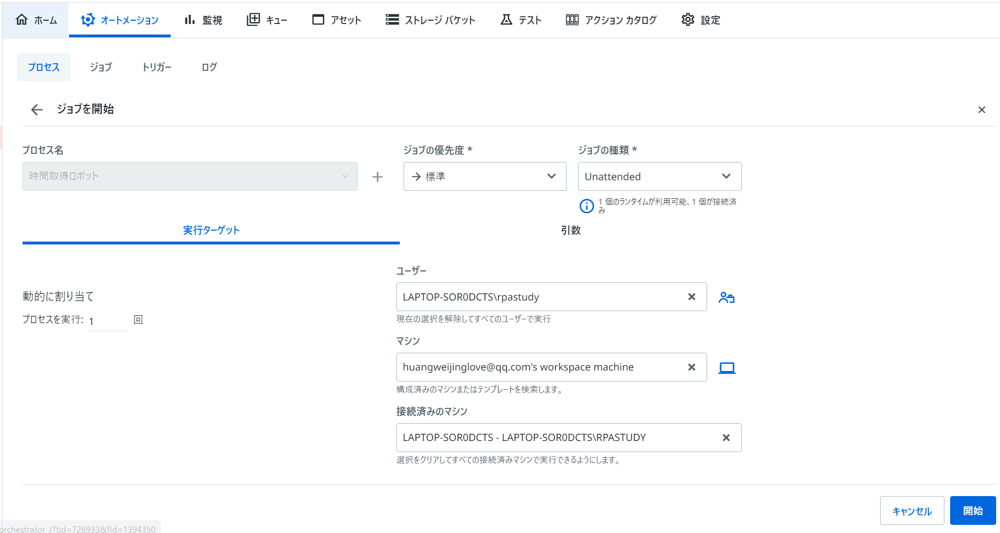 ホーム オートメーション 監視 キュー アセット ストレージ バケット テスト アクション カタログ 設定
プロセス ジョブ トリガー ログ
ジョブを開始
プロセス名 ジョブの優先度 * ジョブの種類 *
時間取得ロボット 標準 Unattended
1 個のランタイムが利用可能、1 個が接続済
み
実行ターゲット 引数
ユーザー
動的に割り当て
LAPTOP-SOR0DCTS\rpastudy
プロセスを実行: 1 回
現在の選択を解除してすべてのユーザーで実行
マシン
huangweijinglove@qq.com's workspace machine
構成済みのマシンまたはテンプレートを検索します。
接続済みのマシン
LAPTOP-SOR0DCTS - LAPTOP-SOR0DCTS\RPASTUDY
選択をクリアしてすべての接続済みマシンで実行できるようにします。
キャンセル 開始
orchestrator_/?tid=726933&fid=1394350